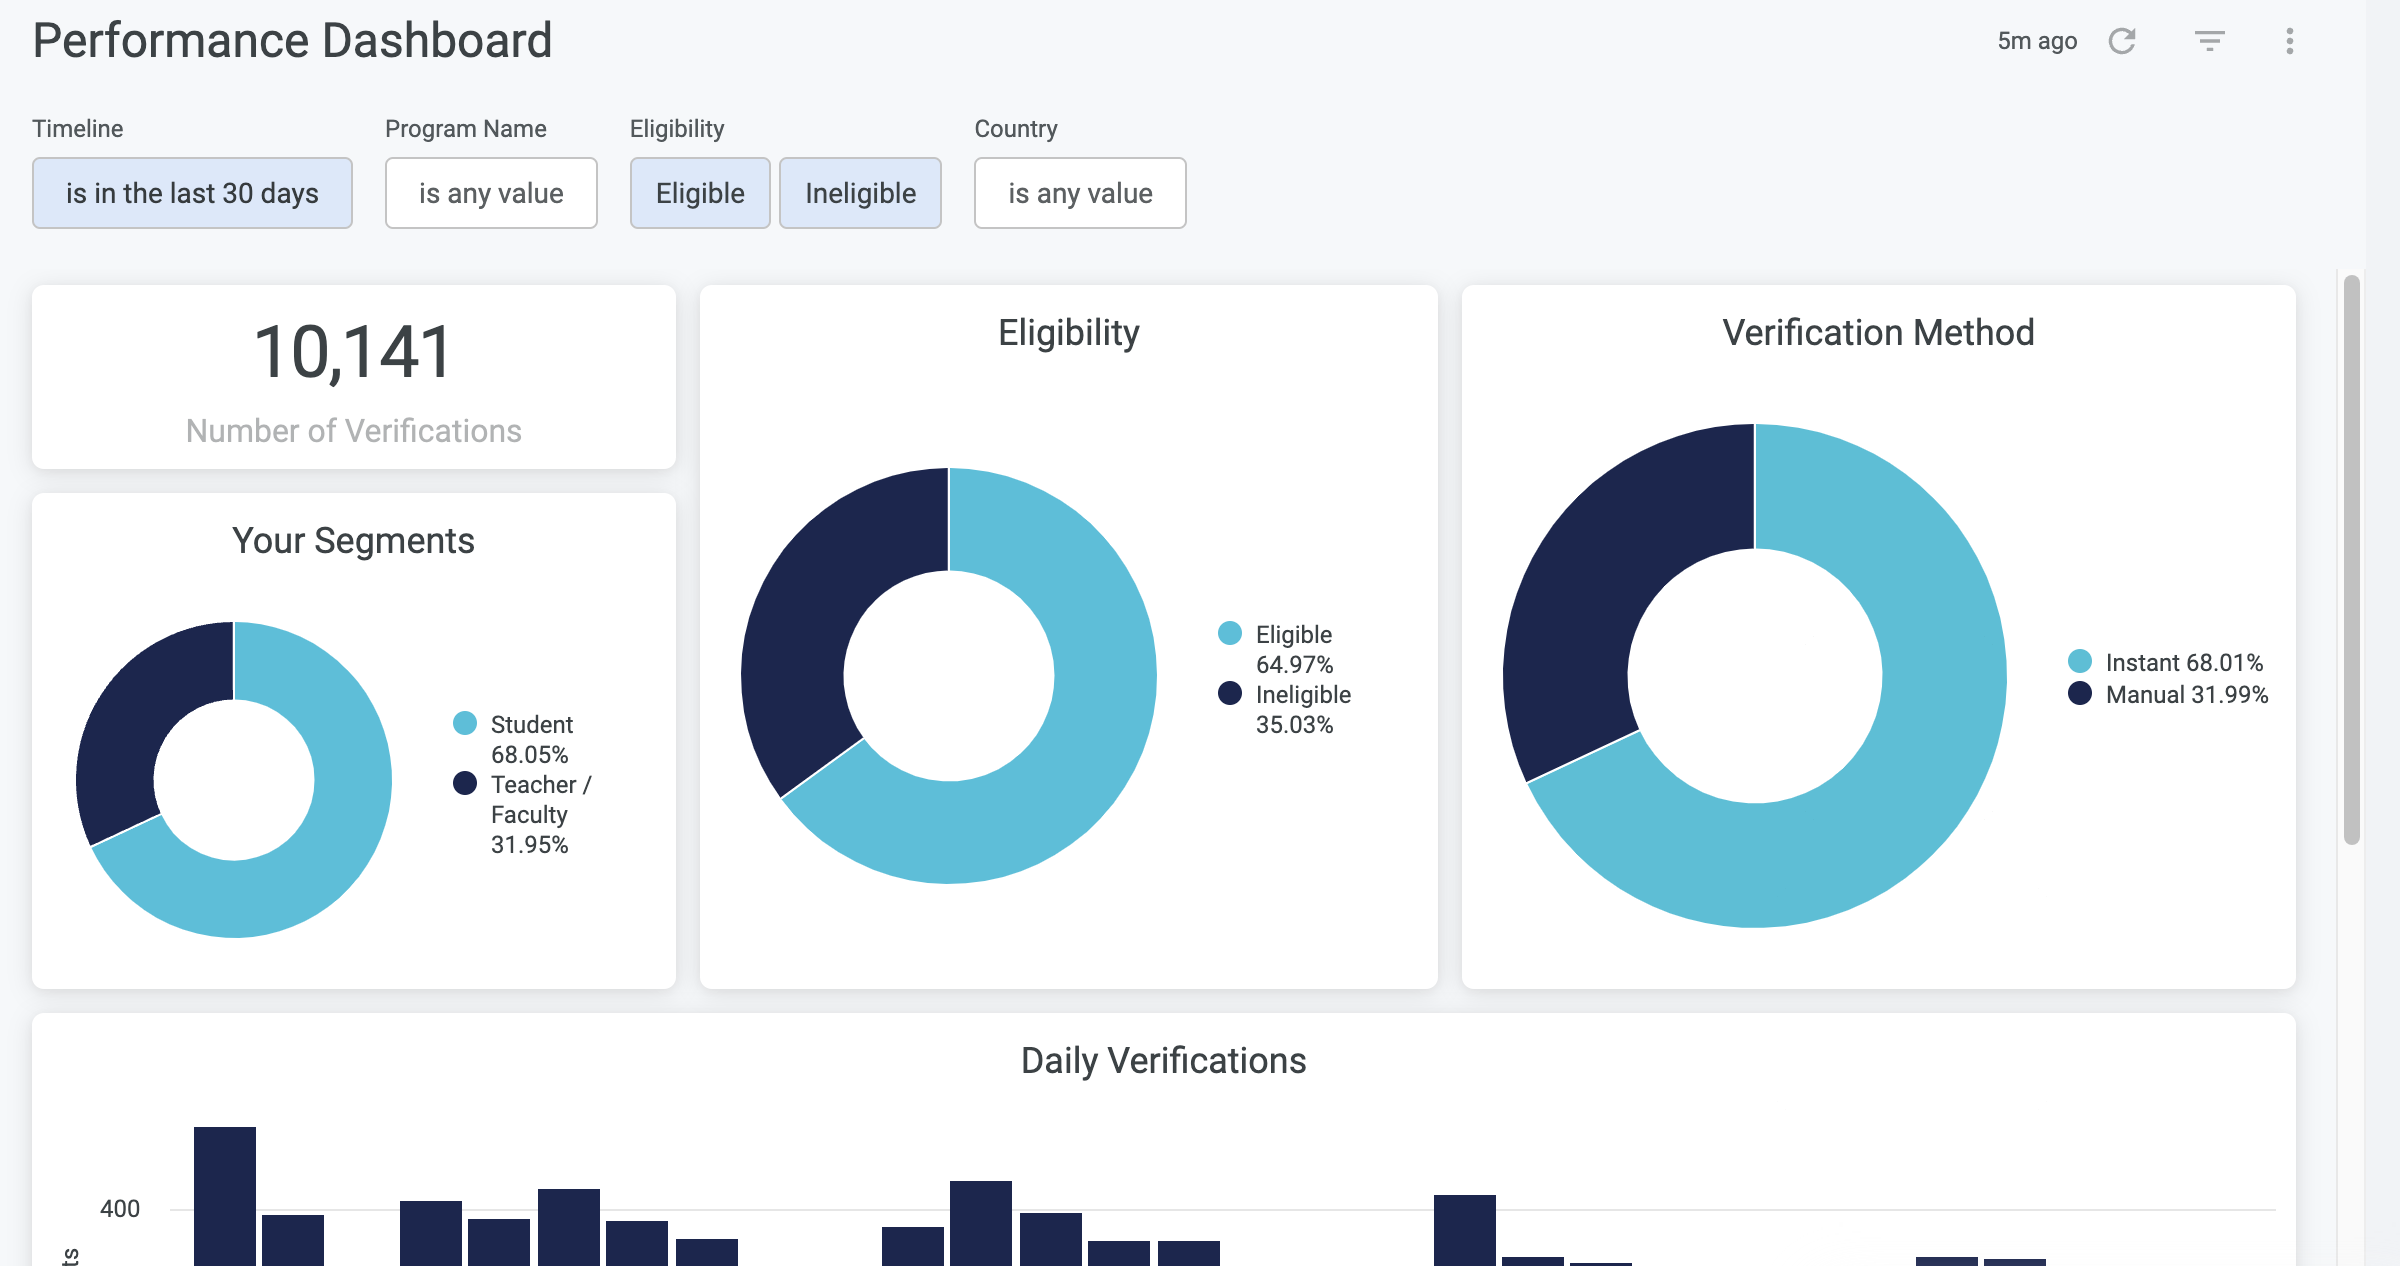 Performance Dashboard
5m ago
Timeline
Program Name
Eligibility
Country
is in the last 30 days
is any value
Eligible
Ineligible
is any value
10,141
Number of Verifications
Your Segments
Student
68.05%
Teacher /
Faculty
31.95%
Eligibility
Eligible
64.97%
Ineligible
35.03%
Verification Method
Instant 68.01%
Manual 31.99%
Daily Verifications
400